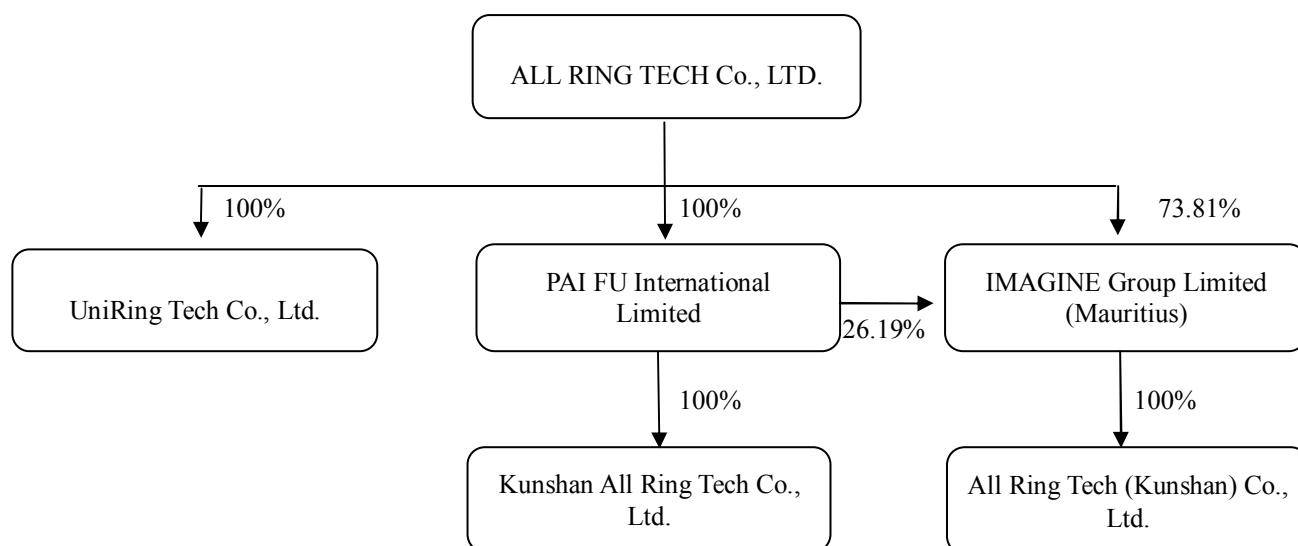 ALL RING TECH Co., LTD.
100%
100%
73.81%
UniRing Tech Co., Ltd.
PAI FU International
Limited
26.19%
IMAGINE Group Limited
(Mauritius)
100%
100%
Kunshan All Ring Tech Co.,
Ltd.
All Ring Tech (Kunshan) Co.,
Ltd.